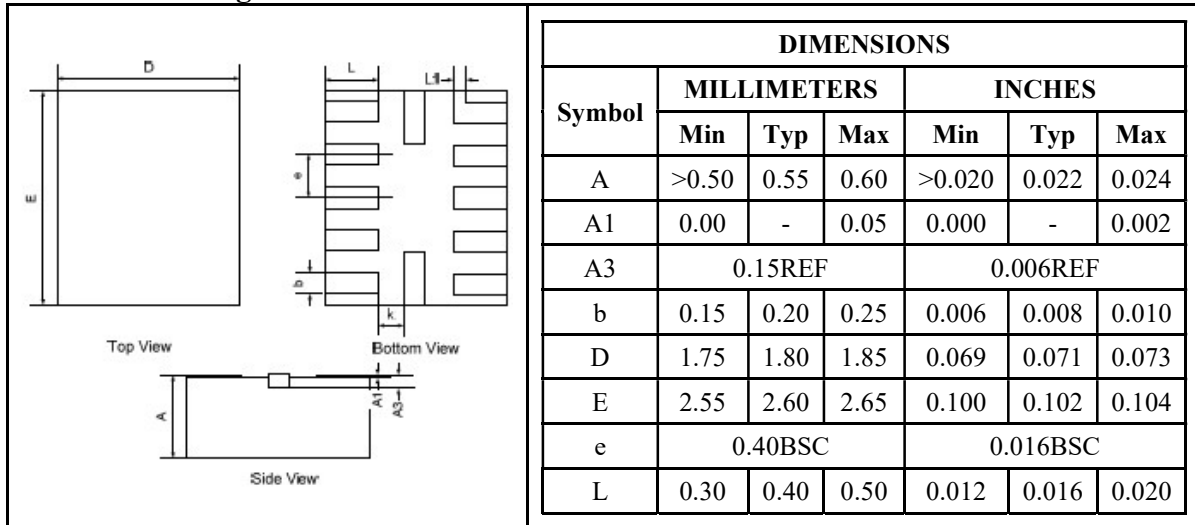 D
L
L1
E
e
b
k
Top View
Bottom View
A
A1
A3
Side View
DIMENSIONS
Symbol MILLIMETERS INCHES
Min Typ Max Min Typ Max
A >0.50 0.55 0.60 >0.020 0.022 0.024
A1 0.00 - 0.05 0.000 - 0.002
A3 0.15REF 0.006REF
b 0.15 0.20 0.25 0.006 0.008 0.010
D 1.75 1.80 1.85 0.069 0.071 0.073
E 2.55 2.60 2.65 0.100 0.102 0.104
e 0.40BSC 0.016BSC
L 0.30 0.40 0.50 0.012 0.016 0.020